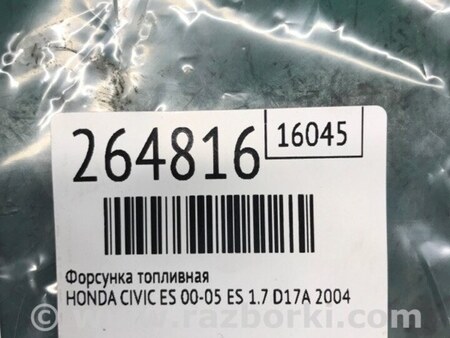 264816
16045
Форсунка топливная
HONDA CIVIC ES 00-05 ES 1.7 D17A 2004
www.razborki.com